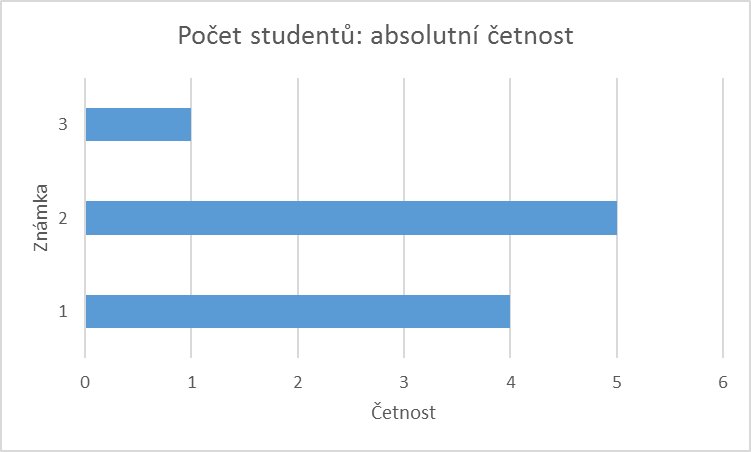 Počet studentů: absolutní četnost
3
2
1
Známka
0 1 2 3 4 5 6
Četnost